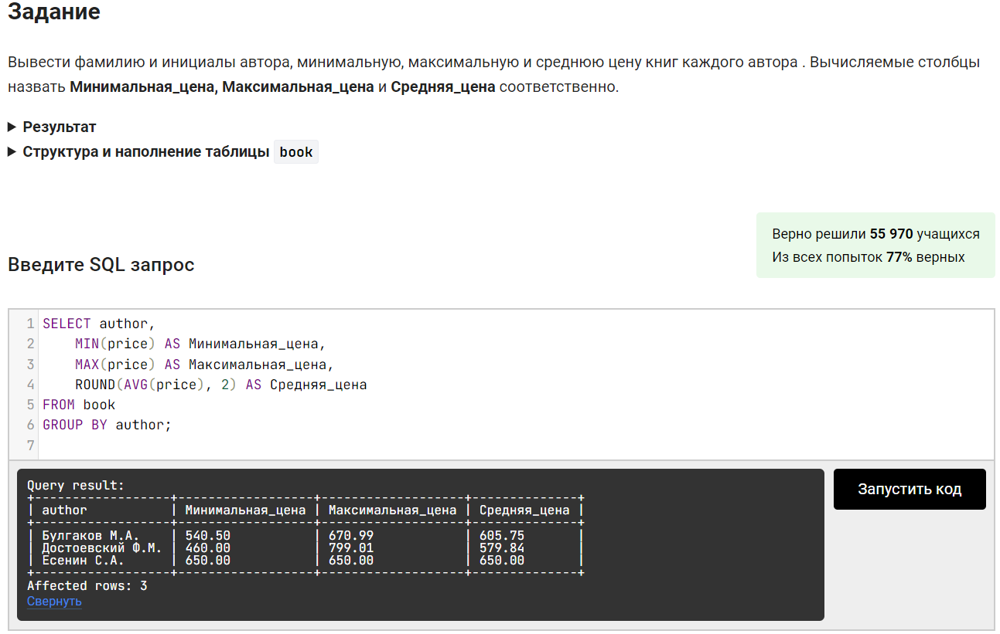 Задание
Вывести фамилию и инициалы автора, минимальную, максимальную и среднюю цену книг каждого автора . Вычисляемые столбцы
назвать Минимальная_цена, Максимальная_цена и Средняя_цена соответственно.
▶ Результат
▶ Структура и наполнение таблицы book
Верно решили 55 970 учащихся
Из всех попыток 77% верных
Введите SQL запрос
1 SELECT author,
2     MIN(price) AS Минимальная_цена,
3     MAX(price) AS Максимальная_цена,
4     ROUND(AVG(price), 2) AS Средняя_цена
5 FROM book
6 GROUP BY author;
7
Query result:
+------------------+------------------+-------------------+--------------+
| author           | Минимальная_цена | Максимальная_цена | Средняя_цена |
+------------------+------------------+-------------------+--------------+
| Булгаков М.А.    | 540.50           | 670.99            | 605.75       |
| Достоевский Ф.М. | 460.00           | 799.01            | 579.84       |
| Есенин С.А.      | 650.00           | 650.00            | 650.00       |
+------------------+------------------+-------------------+--------------+
Affected rows: 3
Свернуть
Запустить код